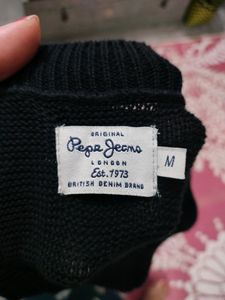 ORIGINAL
Pepe Jeans
LONDON
Est. 1973
BRITISH DENIM BRAND
M